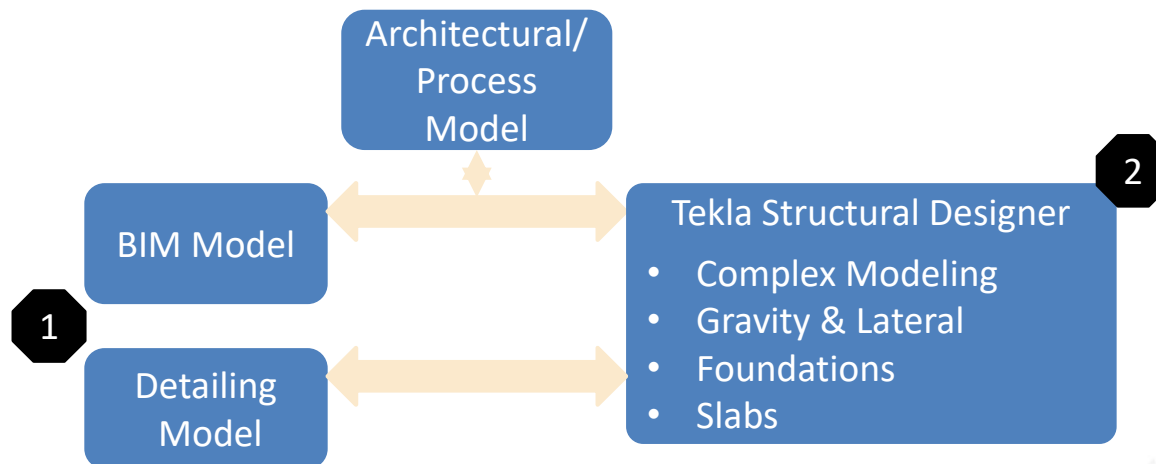 Architectural/
Process
Model
BIM Model
1
Detailing
Model
2
Tekla Structural Designer
• Complex Modeling
• Gravity & Lateral
• Foundations
• Slabs